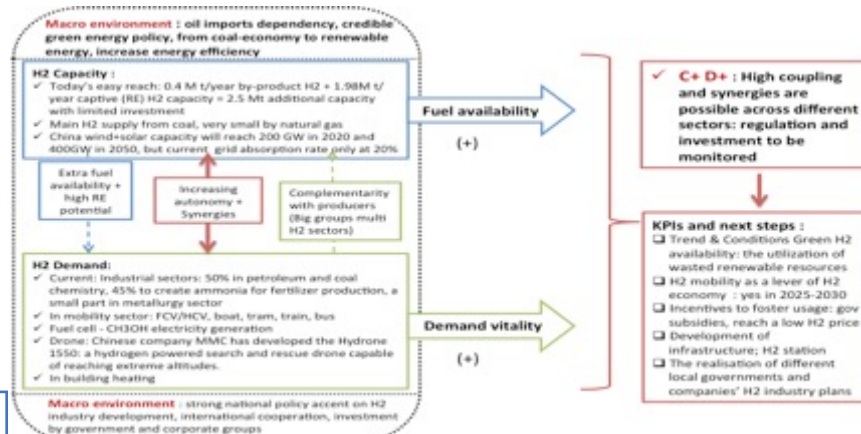 Macro environment : oil imports dependency, credible
green energy policy, from coal-economy to renewable
energy, increase energy efficiency
H2 Capacity :
✓ Today's easy reach: 0.4 M t/year by-product H2 + 1.98M t/
year captive (RE) H2 capacity = 2.5 Mt additional capacity
with limited investment
✓ Main H2 supply from coal, very small by natural gas
✓ China wind+solar capacity will reach 200 GW in 2020 and
400GW in 2050, but current grid absorption rate only at 20%
Extra fuel
availability +
high RE
potential
Increasing
autonomy +
Synergies
Complementarity
with producers
(Big groups multi
H2 sectors)
H2 Demand:
✓ Current: Industrial sectors: 50% in petroleum and coal
chemistry, 45% to create ammonia for fertilizer production, a
small part in metallurgy sector
✓ In mobility sector: FCV/HCV, boat, tram, train, bus
✓ Fuel cell - CH3OH electricity generation
✓ Drone: Chinese company MMC has developed the Hydrone
1550: a hydrogen powered search and rescue drone capable
of reaching extreme altitudes.
✓ In building heating
Macro environment : strong national policy accent on H2
industry development, international cooperation, investment
by government and corporate groups
Fuel availability
(+)
Demand vitality
(+)
✓ C+ D+ : High coupling
and synergies are
possible across different
sectors: regulation and
investment to be
monitored
KPIs and next steps :
❑ Trend & Conditions Green H2
availability: the utilization of
wasted renewable resources
❑ H2 mobility as a lever of H2
economy : yes in 2025-2030
❑ Incentives to foster usage: gov
subsidies, reach a low H2 price
❑ Development of
infrastructure; H2 station
❑ The realisation of different
local governments and
companies' H2 industry plans